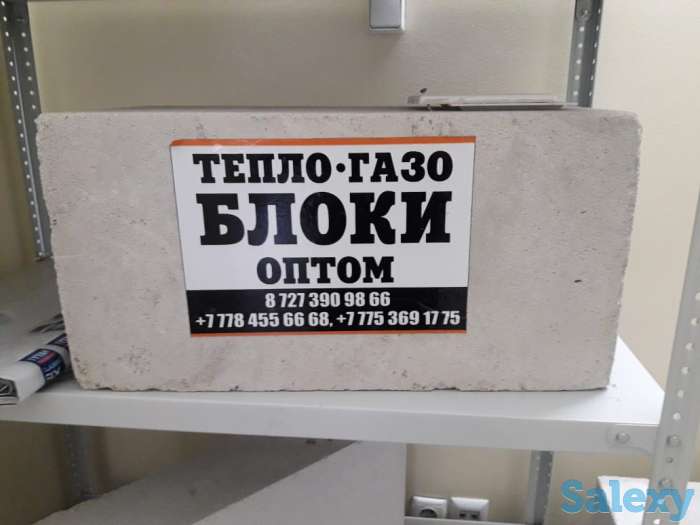 ТЕПЛО·ГАЗО
БЛОКИ
ОПТОМ
8 727 390 98 66
+7 778 455 66 68, +7 775 369 17 75
Salexy